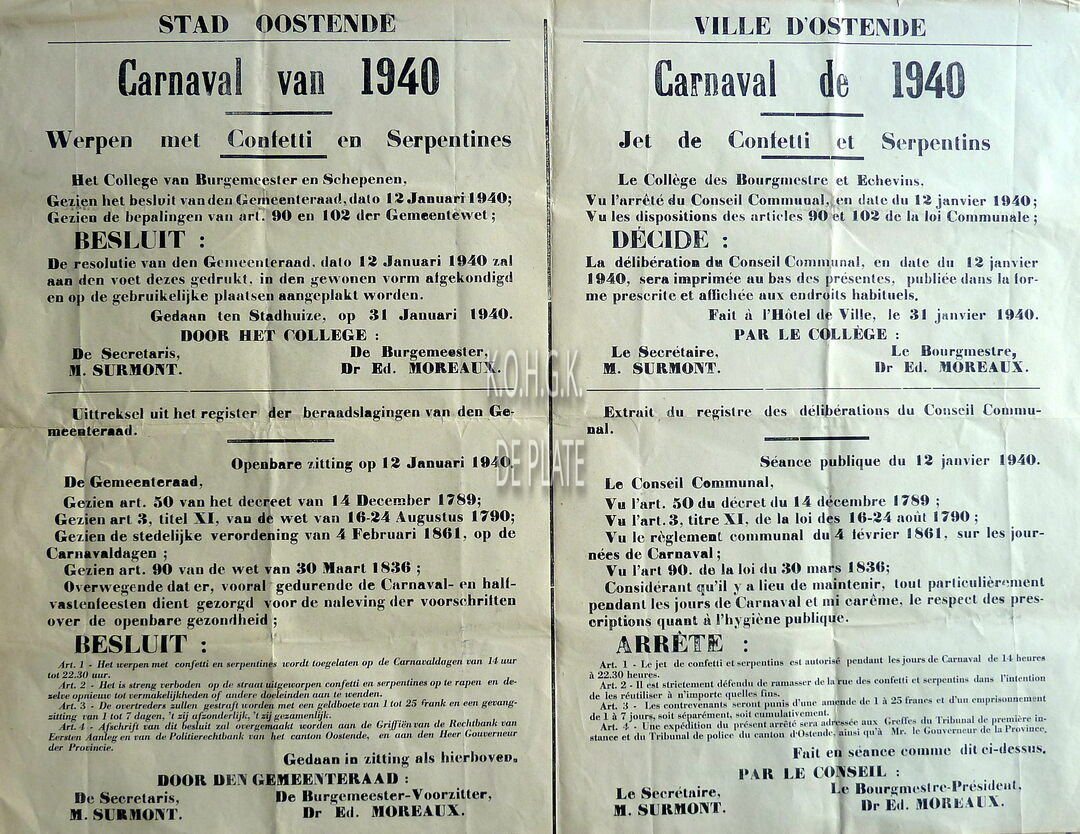 STAD OOSTENDE
Carnaval van 1940
Werpen met Confetti en Serpentines
Het College van Burgemeester en Schepenen,
Gezien het besluit van den Gemeenteraad, dato 12 Januari 1940;
Gezien de bepalingen van art. 90 en 102 der Gemeentewet;
BESLUIT :
De resolutie van den Gemeenteraad, dato 12 Januari 1940 zal
aan den voet dezes gedrukt, in den gewonen vorm afgekondigd
en op de gebruikelijke plaatsen aangeplakt worden.
Gedaan ten Stadhuize, op 31 Januari 1940.
DOOR HET COLLEGE :
De Secretaris, De Burgemeester,
M. SURMONT. Dr Ed. MOREAUX.
Uittreksel uit het register der beraadslagingen van den Ge-
meenteraad.
Openbare zitting op 12 Januari 1940.
De Gemeenteraad,
Gezien art. 50 van het decreet van 14 December 1789;
Gezien art 3, titel XI, van de wet van 16-24 Augustus 1790;
Gezien de stedelijke verordening van 4 Februari 1861, op de
Carnavaldagen ;
Gezien art. 90 van de wet van 30 Maart 1836 ;
Overwegende dat er, vooral gedurende de Carnaval- en half-
vastenfeesten dient gezorgd voor de naleving der voorschriften
over de openbare gezondheid ;
BESLUIT :
Art. 1 - Het werpen met confetti en serpentines wordt toegelaten op de Carnavaldagen van 14 uur
tot 22.30 uur.
Art. 2 - Het is streng verboden op de straat uitgeworpen confetti en serpentines op te rapen en de-
zelve opnieuw tot vermakelijkheden of andere doeleinden aan te wenden.
Art. 3 - De overtreders zullen gestraft worden met een geldboete van 1 tot 25 frank en een gevang-
zitting van 1 tot 7 dagen, 't zij afzonderlijk, 't zij gezamenlijk.
Art. 4 - Afschrift van dit besluit zal overgemaakt worden aan de Griffiën van de Rechtbank van
Eersten Aanleg en van de Politierechtbank van het canton Oostende, en aan den Heer Gouverneur
der Provincie.
Gedaan in zitting als hierboven.
DOOR DEN GEMEENTERAAD :
De Secretaris, De Burgemeester-Voorzitter,
M. SURMONT. Dr Ed. MOREAUX.
VILLE D'OSTENDE
Carnaval de 1940
Jet de Confetti et Serpentins
Le Collège des Bourgmestre et Echevins,
Vu l'arrêté du Conseil Communal, en date du 12 janvier 1940;
Vu les dispositions des articles 90 et 102 de la loi Communale ;
DÉCIDE :
La délibération du Conseil Communal, en date du 12 janvier
1940, sera imprimée au bas des présentes, publiée dans la for-
me prescrite et affichée aux endroits habituels.
Fait à l'Hôtel de Ville, le 31 janvier 1940.
PAR LE COLLÈGE :
Le Secrétaire, Le Bourgmestre,
M. SURMONT. Dr Ed. MOREAUX.
Extrait du registre des délibérations du Conseil Commu-
nal.
Séance publique du 12 janvier 1940.
Le Conseil Communal,
Vu l'art. 50 du décret du 14 décembre 1789 ;
Vu l'art. 3, titre XI, de la loi des 16-24 août 1790 ;
Vu le règlement communal du 4 février 1861, sur les jour-
nées de Carnaval ;
Vu l'art 90. de la loi du 30 mars 1836;
Considérant qu'il y a lieu de maintenir, tout particulièrement
pendant les jours de Carnaval et mi carême, le respect des pres-
criptions quant à l'hygiène publique.
ARRÊTE :
Art. 1 - Le jet de confetti et serpentins est autorisé pendant les jours de Carnaval de 14 heures
à 22.30 heures.
Art. 2 - Il est strictement défendu de ramasser de la rue des confetti et serpentins dans l'intention
de les réutiliser à n'importe quelles fins.
Art. 3 - Les contrevenants seront punis d'une amende de 1 à 25 francs et d'un emprisonnement
de 1 à 7 jours, soit séparément, soit cumulativement.
Art. 4 - Une expédition du présent arrêté sera adressée aux Greffes du Tribunal de première in-
stance et du Tribunal de police du canton d'Ostende, ainsi qu'à Mr. le Gouverneur de la Province.
Fait en séance comme dit ci-dessus.
PAR LE CONSEIL :
Le Secrétaire, Le Bourgmestre-Président,
M. SURMONT. Dr Ed. MOREAUX.
K.O.H.G.K.
DE PLATE